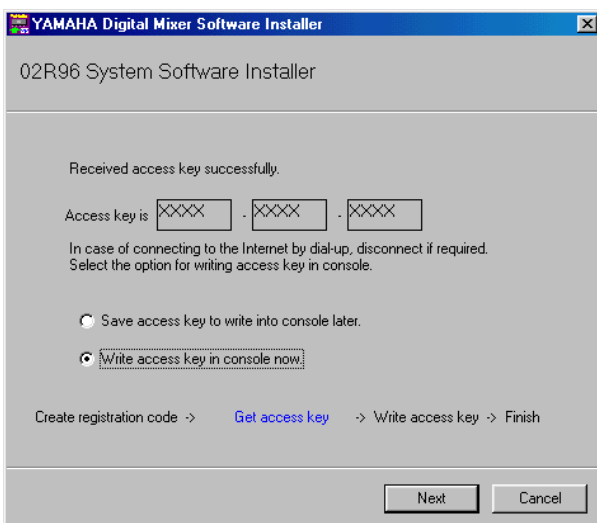 YAMAHA Digital Mixer Software Installer
02R96 System Software Installer
Received access key successfully.
Access key is XXXX - XXXX - XXXX
In case of connecting to the Internet by dial-up, disconnect if required.
Select the option for writing access key in console.
Save access key to write into console later.
Write access key in console now.
Create registration code -> Get access key -> Write access key -> Finish
Next Cancel